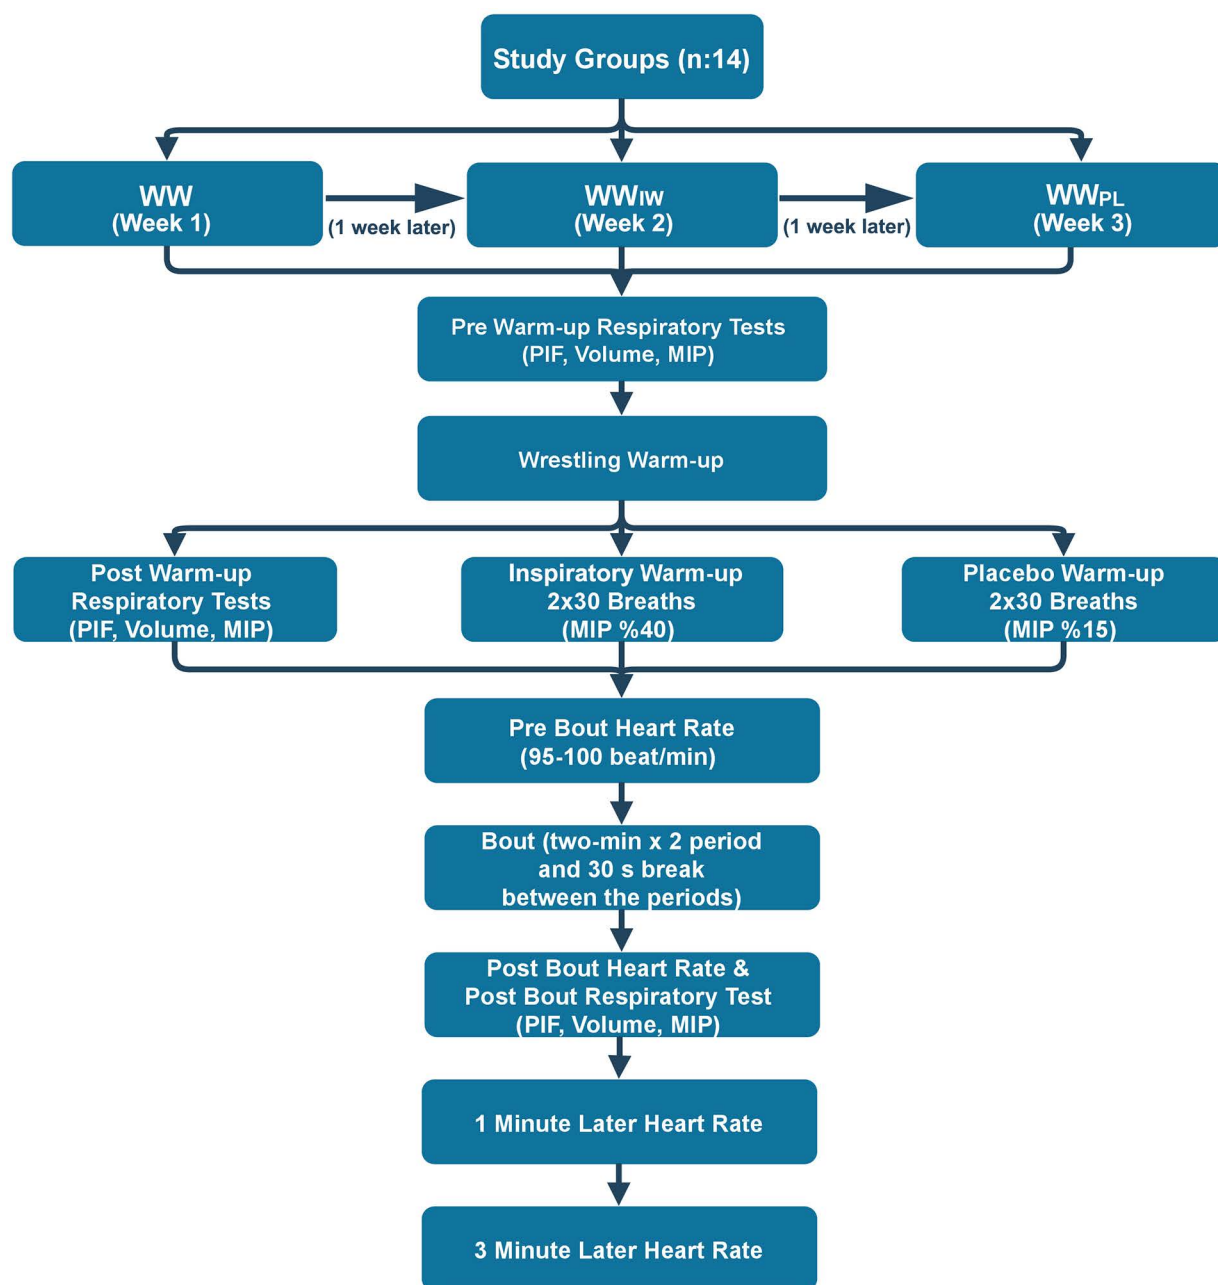 Study Groups (n:14)
WW
(Week 1)
(1 week later)
WWIW
(Week 2)
(1 week later)
WWPL
(Week 3)
Pre Warm-up Respiratory Tests
(PIF, Volume, MIP)
Wrestling Warm-up
Post Warm-up
Respiratory Tests
(PIF, Volume, MIP)
Inspiratory Warm-up
2x30 Breaths
(MIP %40)
Placebo Warm-up
2x30 Breaths
(MIP %15)
Pre Bout Heart Rate
(95-100 beat/min)
Bout (two-min x 2 period
and 30 s break
between the periods)
Post Bout Heart Rate &
Post Bout Respiratory Test
(PIF, Volume, MIP)
1 Minute Later Heart Rate
3 Minute Later Heart Rate